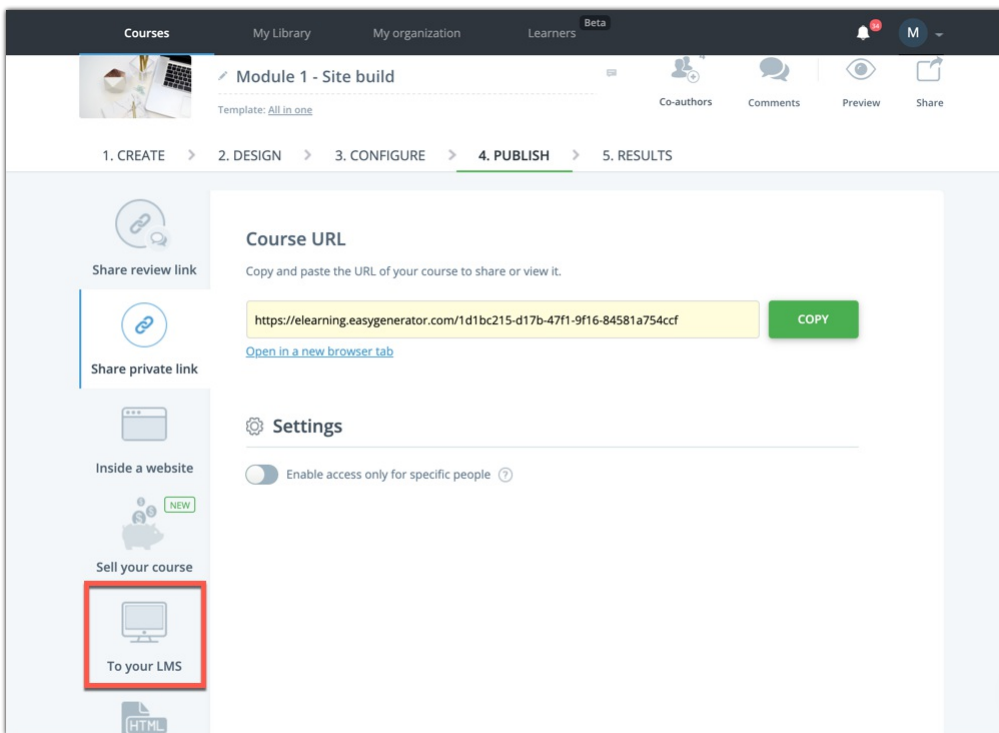 Courses My Library My organization Learners Beta 34 M
Module 1 - Site build
Template: All in one
Co-authors Comments Preview Share
1. CREATE > 2. DESIGN > 3. CONFIGURE > 4. PUBLISH > 5. RESULTS
Share review link
Share private link
Inside a website
NEW
Sell your course
To your LMS
HTML
Course URL
Copy and paste the URL of your course to share or view it.
https://elearning.easygenerator.com/1d1bc215-d17b-47f1-9f16-84581a754ccf COPY
Open in a new browser tab
Settings
Enable access only for specific people ?